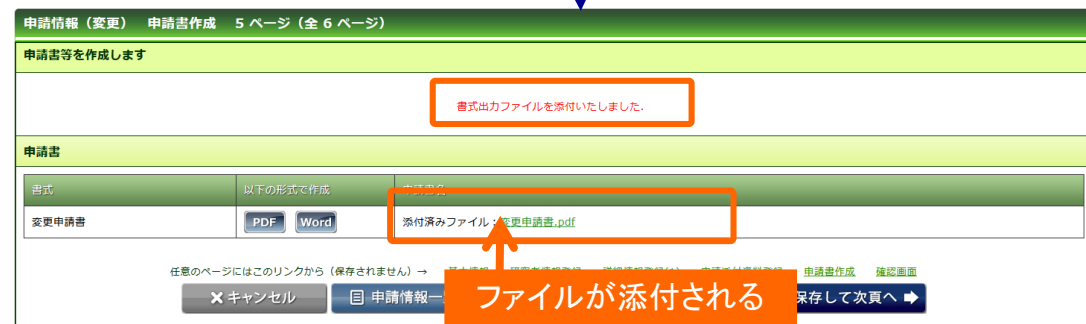 申請情報（変更） 申請書作成 5 ページ（全 6 ページ）
申請書等を作成します
書式出力ファイルを添付いたしました.
申請書
書式 以下の形式で作成 申請書名
変更申請書 PDF Word 添付済みファイル：変更申請書.pdf
任意のページにはこのリンクから（保存されません）→ 申請書作成 確認画面
キャンセル 申請情報一 保存して次頁へ
ファイルが添付される